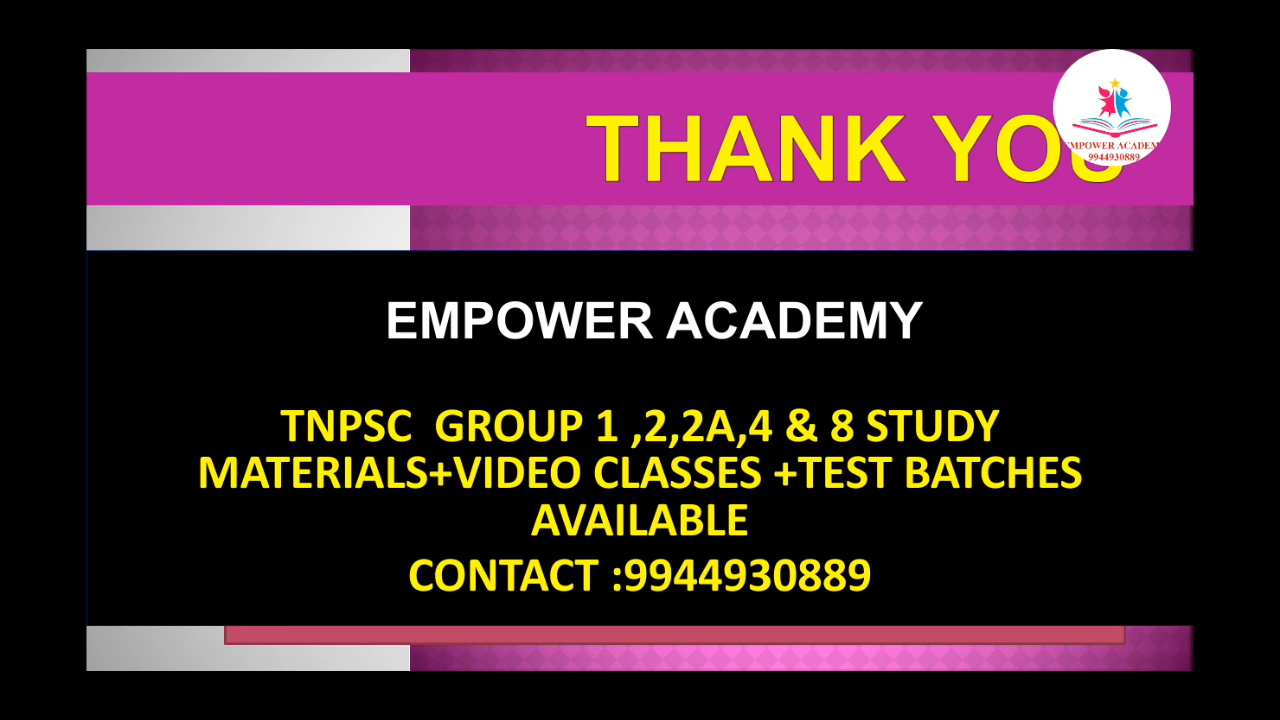 THANK YOU
EMPOWER ACADEMY
9944930889
EMPOWER ACADEMY
TNPSC  GROUP 1 ,2,2A,4 & 8 STUDY
MATERIALS+VIDEO CLASSES +TEST BATCHES
AVAILABLE
CONTACT :9944930889